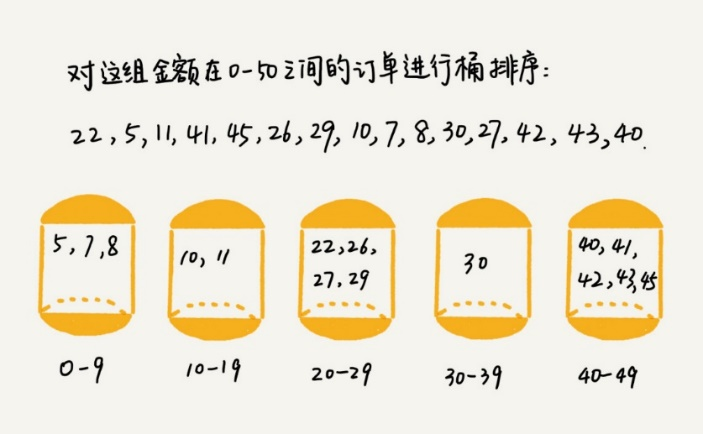 对这组金额在0-50之间的订单进行桶排序:
22, 5, 11, 41, 45, 26, 29, 10, 7, 8, 30, 27, 42, 43, 40.
5, 7, 8
10, 11
22, 26,
27, 29
30
40, 41,
42, 43, 45
0-9
10-19
20-29
30-39
40-49